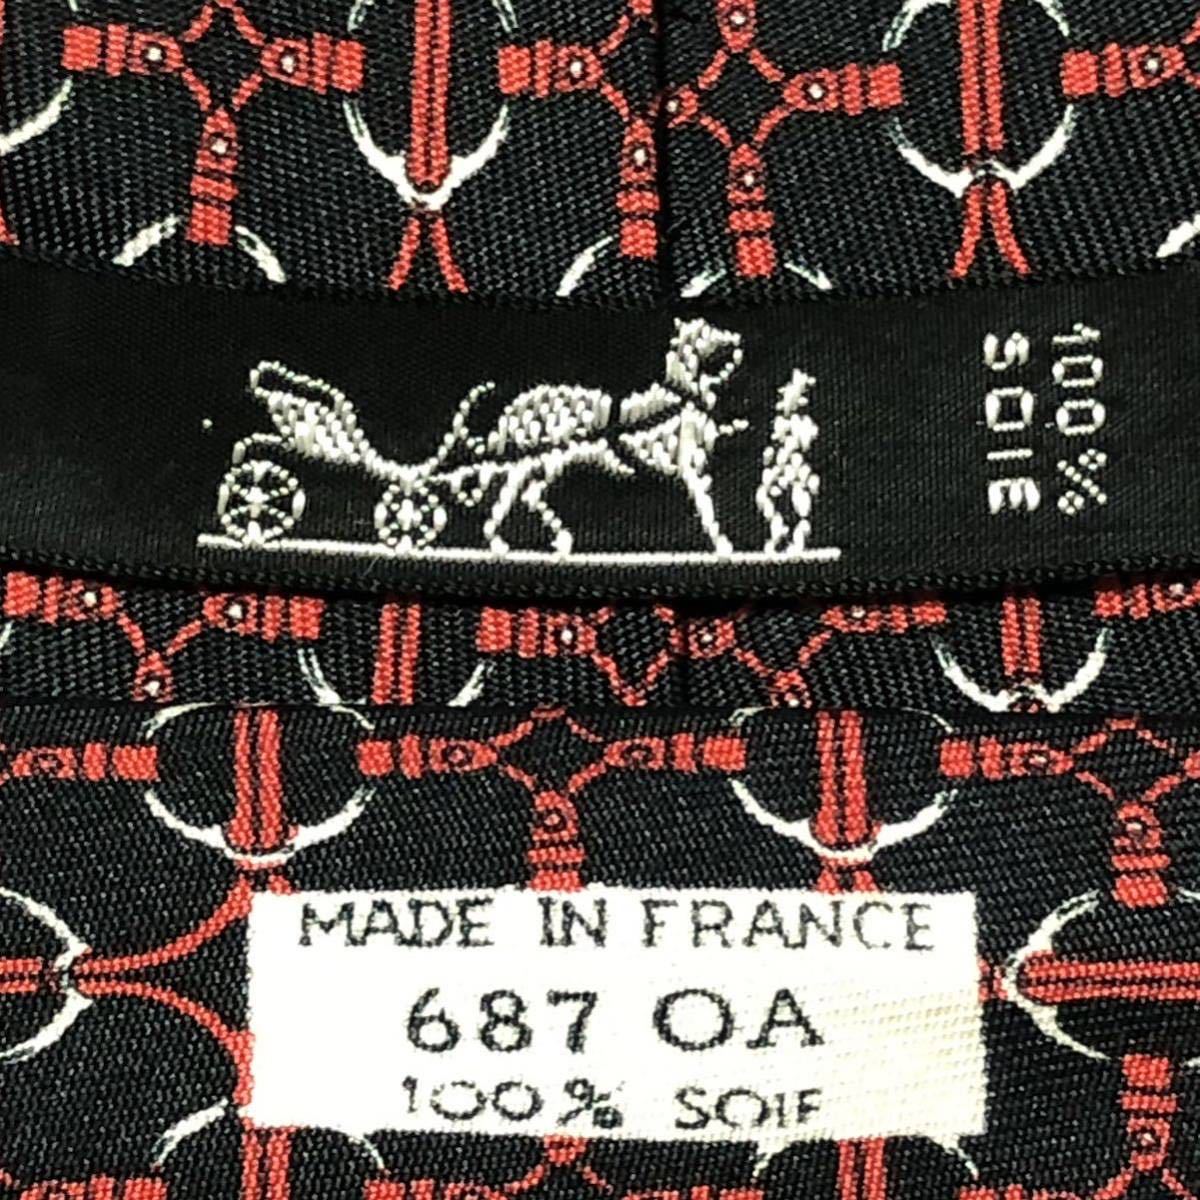 100%
SOIE
MADE IN FRANCE
687 OA
100% SOIE